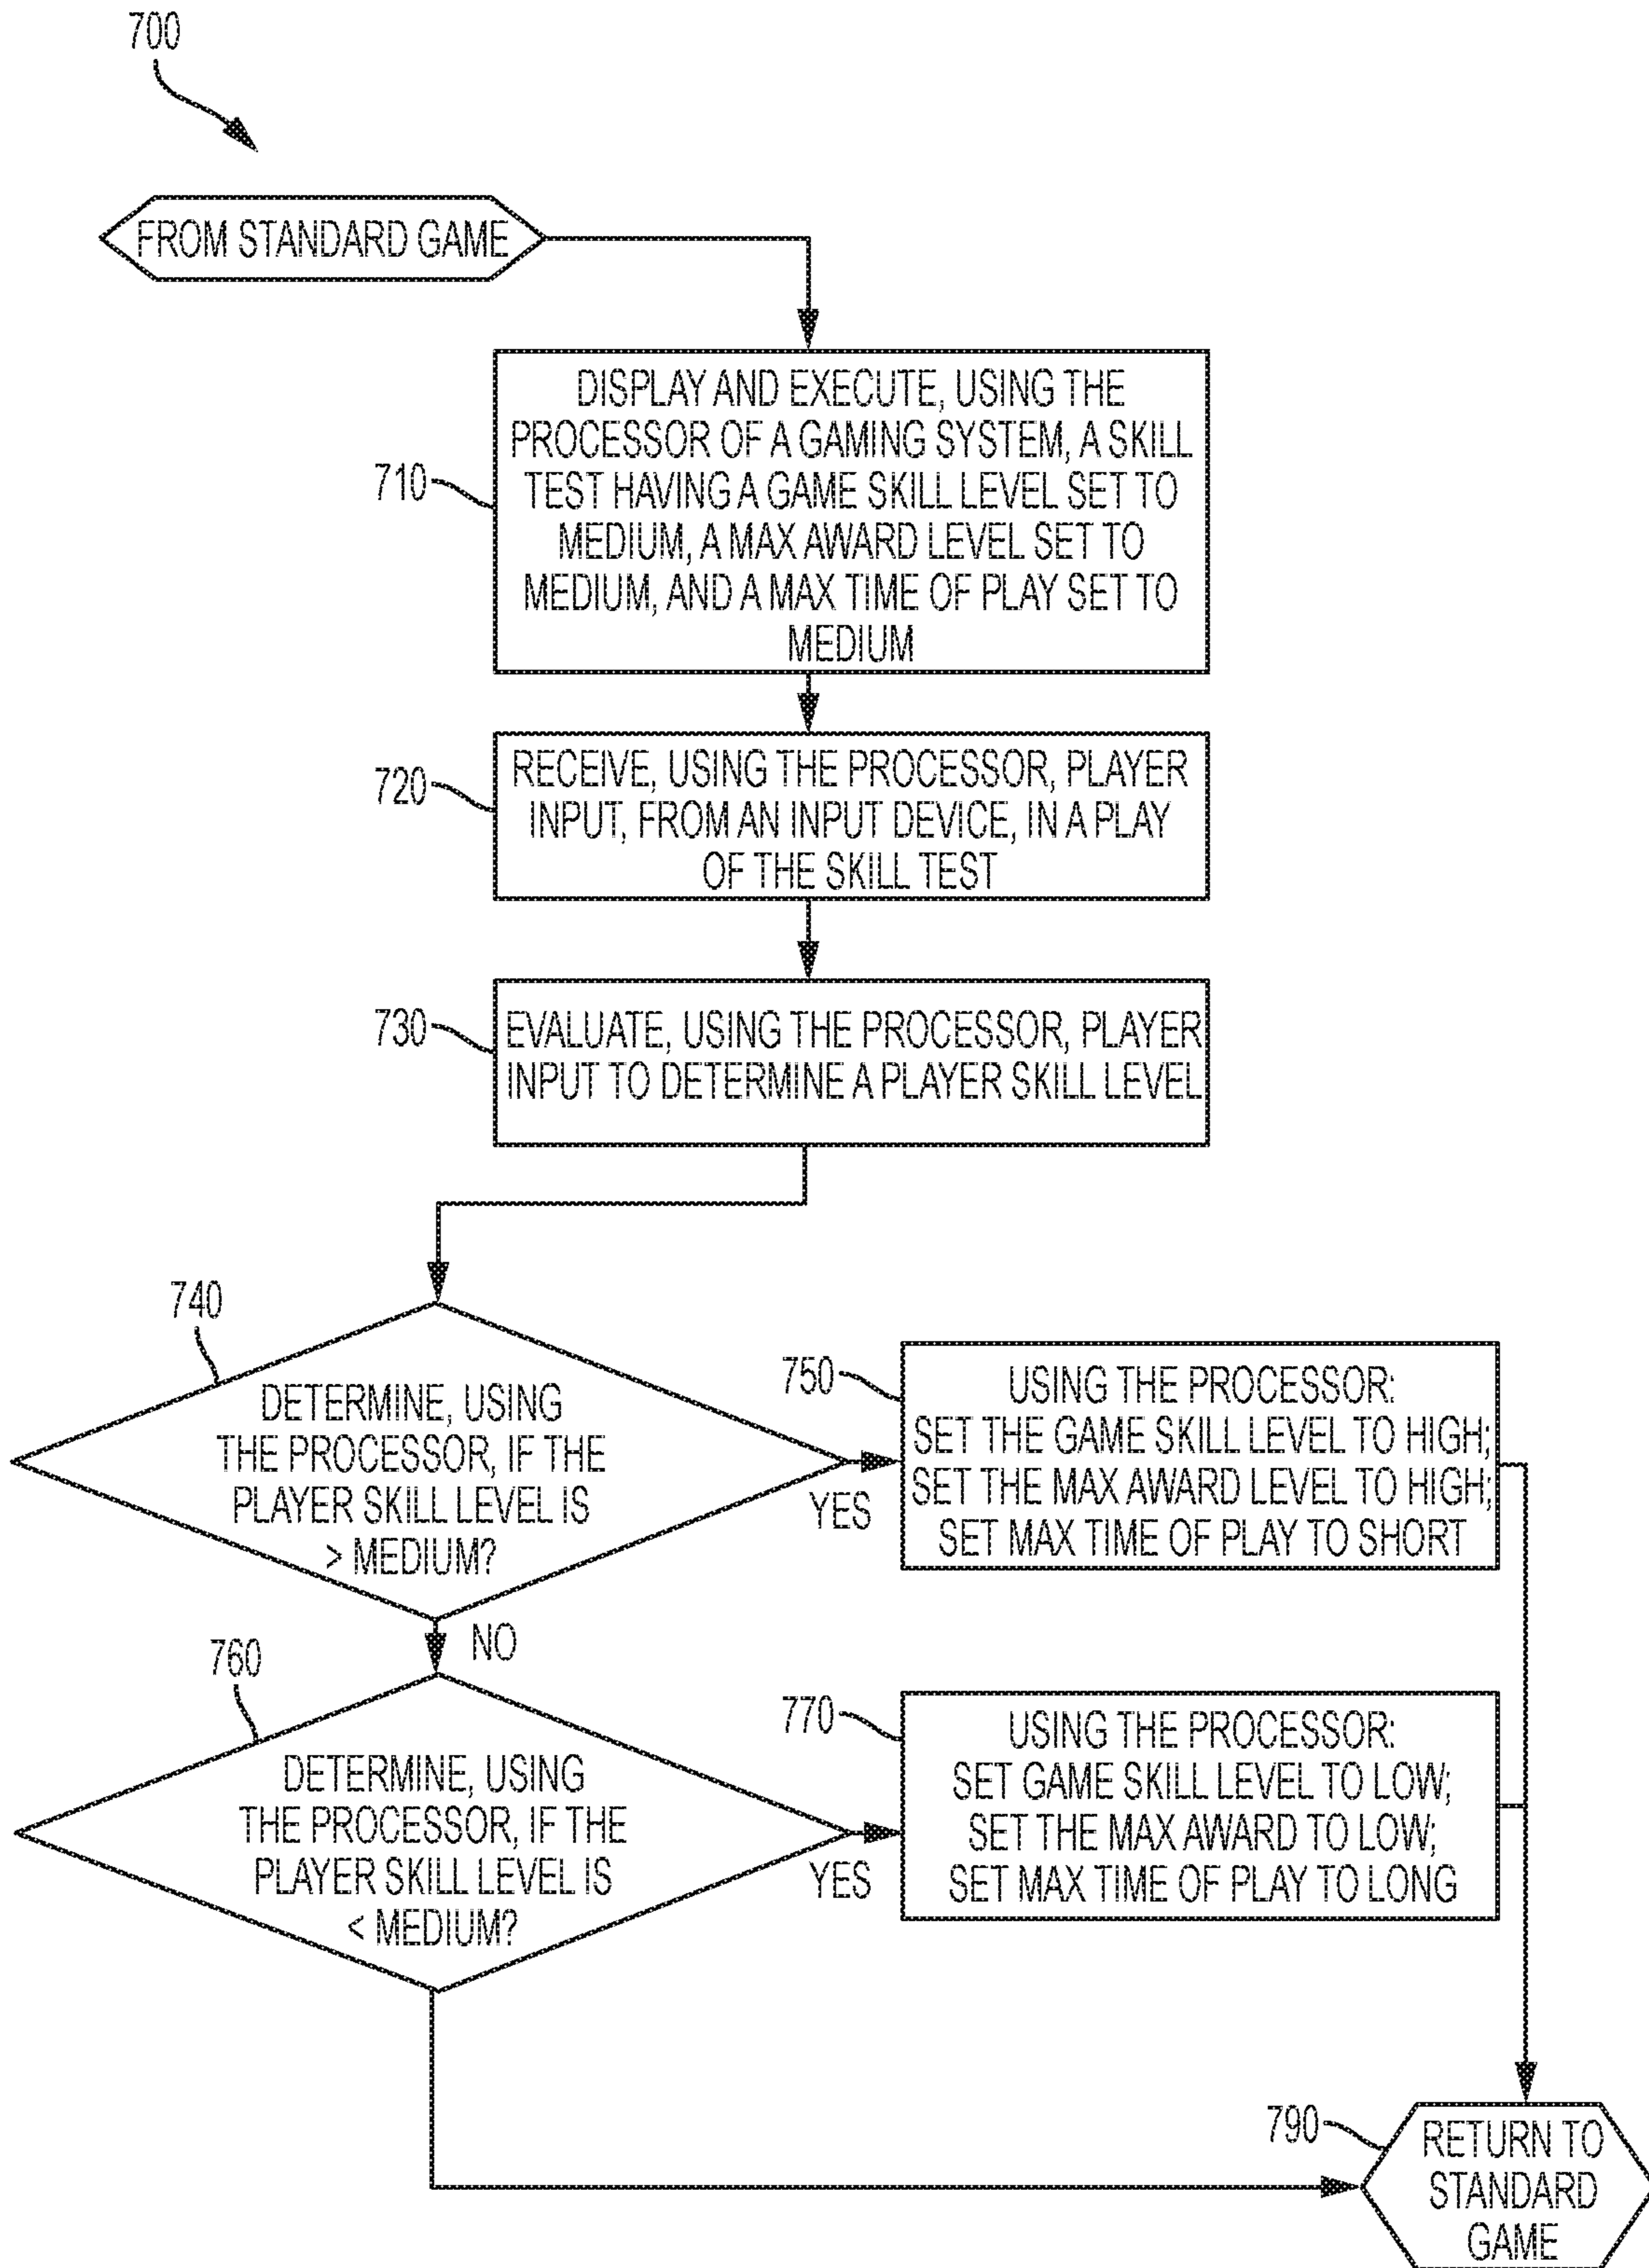 700
FROM STANDARD GAME
710
DISPLAY AND EXECUTE, USING THE
PROCESSOR OF A GAMING SYSTEM, A SKILL
TEST HAVING A GAME SKILL LEVEL SET TO
MEDIUM, A MAX AWARD LEVEL SET TO
MEDIUM, AND A MAX TIME OF PLAY SET TO
MEDIUM
720
RECEIVE, USING THE PROCESSOR, PLAYER
INPUT, FROM AN INPUT DEVICE, IN A PLAY
OF THE SKILL TEST
730
EVALUATE, USING THE PROCESSOR, PLAYER
INPUT TO DETERMINE A PLAYER SKILL LEVEL
740
DETERMINE, USING
THE PROCESSOR, IF THE
PLAYER SKILL LEVEL IS
> MEDIUM?
YES
750
USING THE PROCESSOR:
SET THE GAME SKILL LEVEL TO HIGH;
SET THE MAX AWARD LEVEL TO HIGH;
SET MAX TIME OF PLAY TO SHORT
NO
760
DETERMINE, USING
THE PROCESSOR, IF THE
PLAYER SKILL LEVEL IS
< MEDIUM?
YES
770
USING THE PROCESSOR:
SET GAME SKILL LEVEL TO LOW;
SET THE MAX AWARD TO LOW;
SET MAX TIME OF PLAY TO LONG
790
RETURN TO
STANDARD
GAME